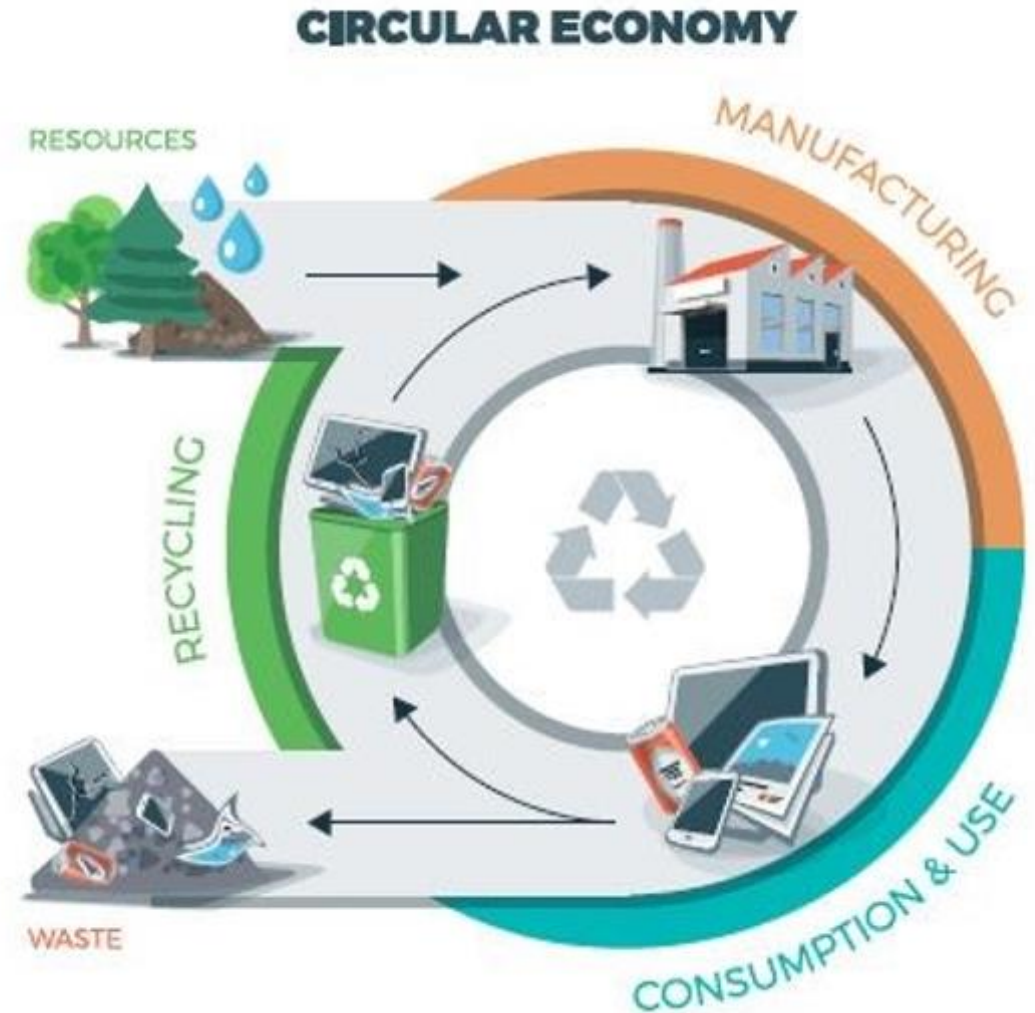 CIRCULAR ECONOMY
RESOURCES
MANUFACTURING
RECYCLING
WASTE
CONSUMPTION & USE